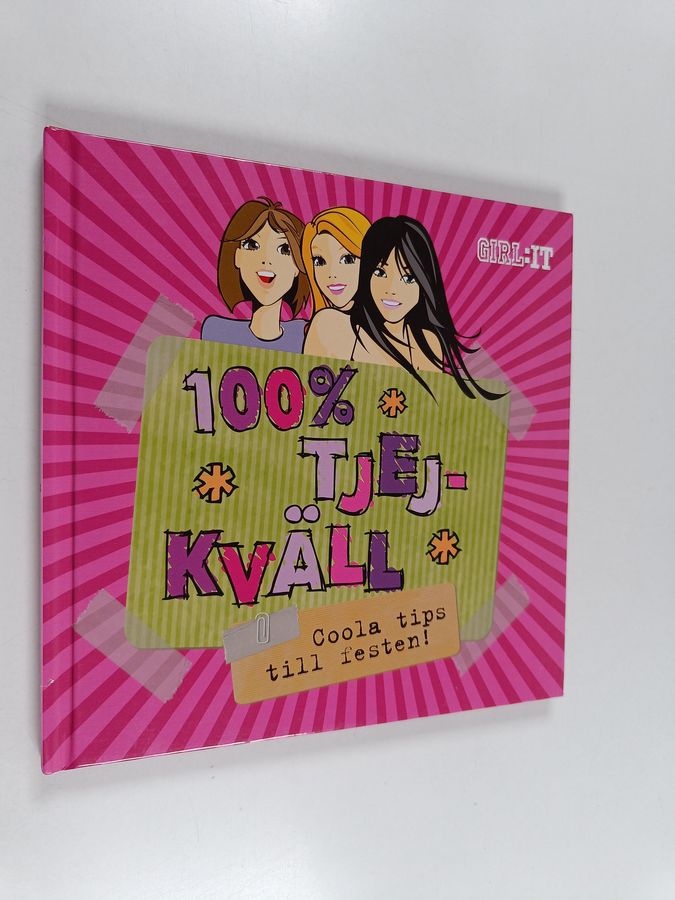 GIRL:IT
100%
TJEJ-
KVÄLL
Coola tips
till festen!